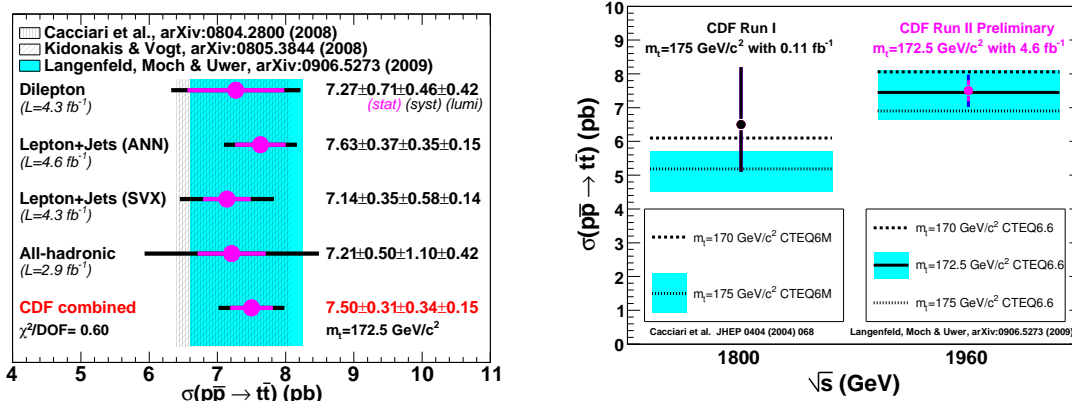 Cacciari et al., arXiv:0804.2800 (2008)
Kidonakis & Vogt, arXiv:0805.3844 (2008)
Langenfeld, Moch & Uwer, arXiv:0906.5273 (2009)
Dilepton 7.27±0.71±0.46±0.42
(L=4.3 fb⁻¹) (stat) (syst) (lumi)
Lepton+Jets (ANN) 7.63±0.37±0.35±0.15
(L=4.6 fb⁻¹)
Lepton+Jets (SVX) 7.14±0.35±0.58±0.14
(L=4.3 fb⁻¹)
All-hadronic 7.21±0.50±1.10±0.42
(L=2.9 fb⁻¹)
CDF combined 7.50±0.31±0.34±0.15
χ²/DOF= 0.60 mₜ=172.5 GeV/c²
4 5 6 7 8 9 10 11
σ(pp̅ → tt̅) (pb)
σ(pp̅ → tt̅) (pb)
10
9
8
7
6
5
4
3
2
1
0
CDF Run I
mₜ=175 GeV/c² with 0.11 fb⁻¹
CDF Run II Preliminary
mₜ=172.5 GeV/c² with 4.6 fb⁻¹
mₜ=170 GeV/c² CTEQ6M
mₜ=175 GeV/c² CTEQ6M
Cacciari et al. JHEP 0404 (2004) 068
mₜ=170 GeV/c² CTEQ6.6
mₜ=172.5 GeV/c² CTEQ6.6
mₜ=175 GeV/c² CTEQ6.6
Langenfeld, Moch & Uwer, arXiv:0906.5273 (2009)
1800 1960
√s (GeV)